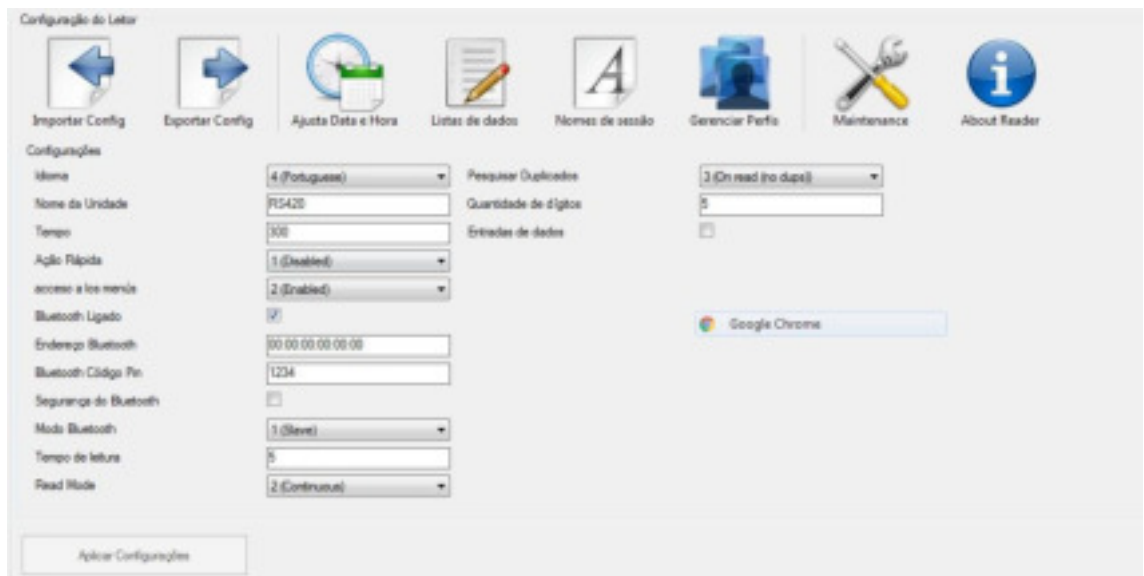 Configuração do Leitor
Importar Config
Exportar Config
Ajusta Data e Hora
Listas de dados
Nomes de sessão
Gerenciar Perfis
Maintenance
About Reader
Configurações
Idioma
4 (Portuguese)
Pesquisar Duplicados
3 (On read (no dups))
Nome da Unidade
RS420
Quantidade de dígitos
5
Tempo
300
Entradas de dados
Ação Rápida
1 (Disabled)
acceso a los menús
2 (Enabled)
Bluetooth Ligado
Google Chrome
Endereço Bluetooth
00:00:00:00:00:00
Bluetooth Código Pin
1234
Segurança do Bluetooth
Modo Bluetooth
1 (Slave)
Tempo de leitura
5
Read Mode
2 (Continuous)
Aplicar Configurações